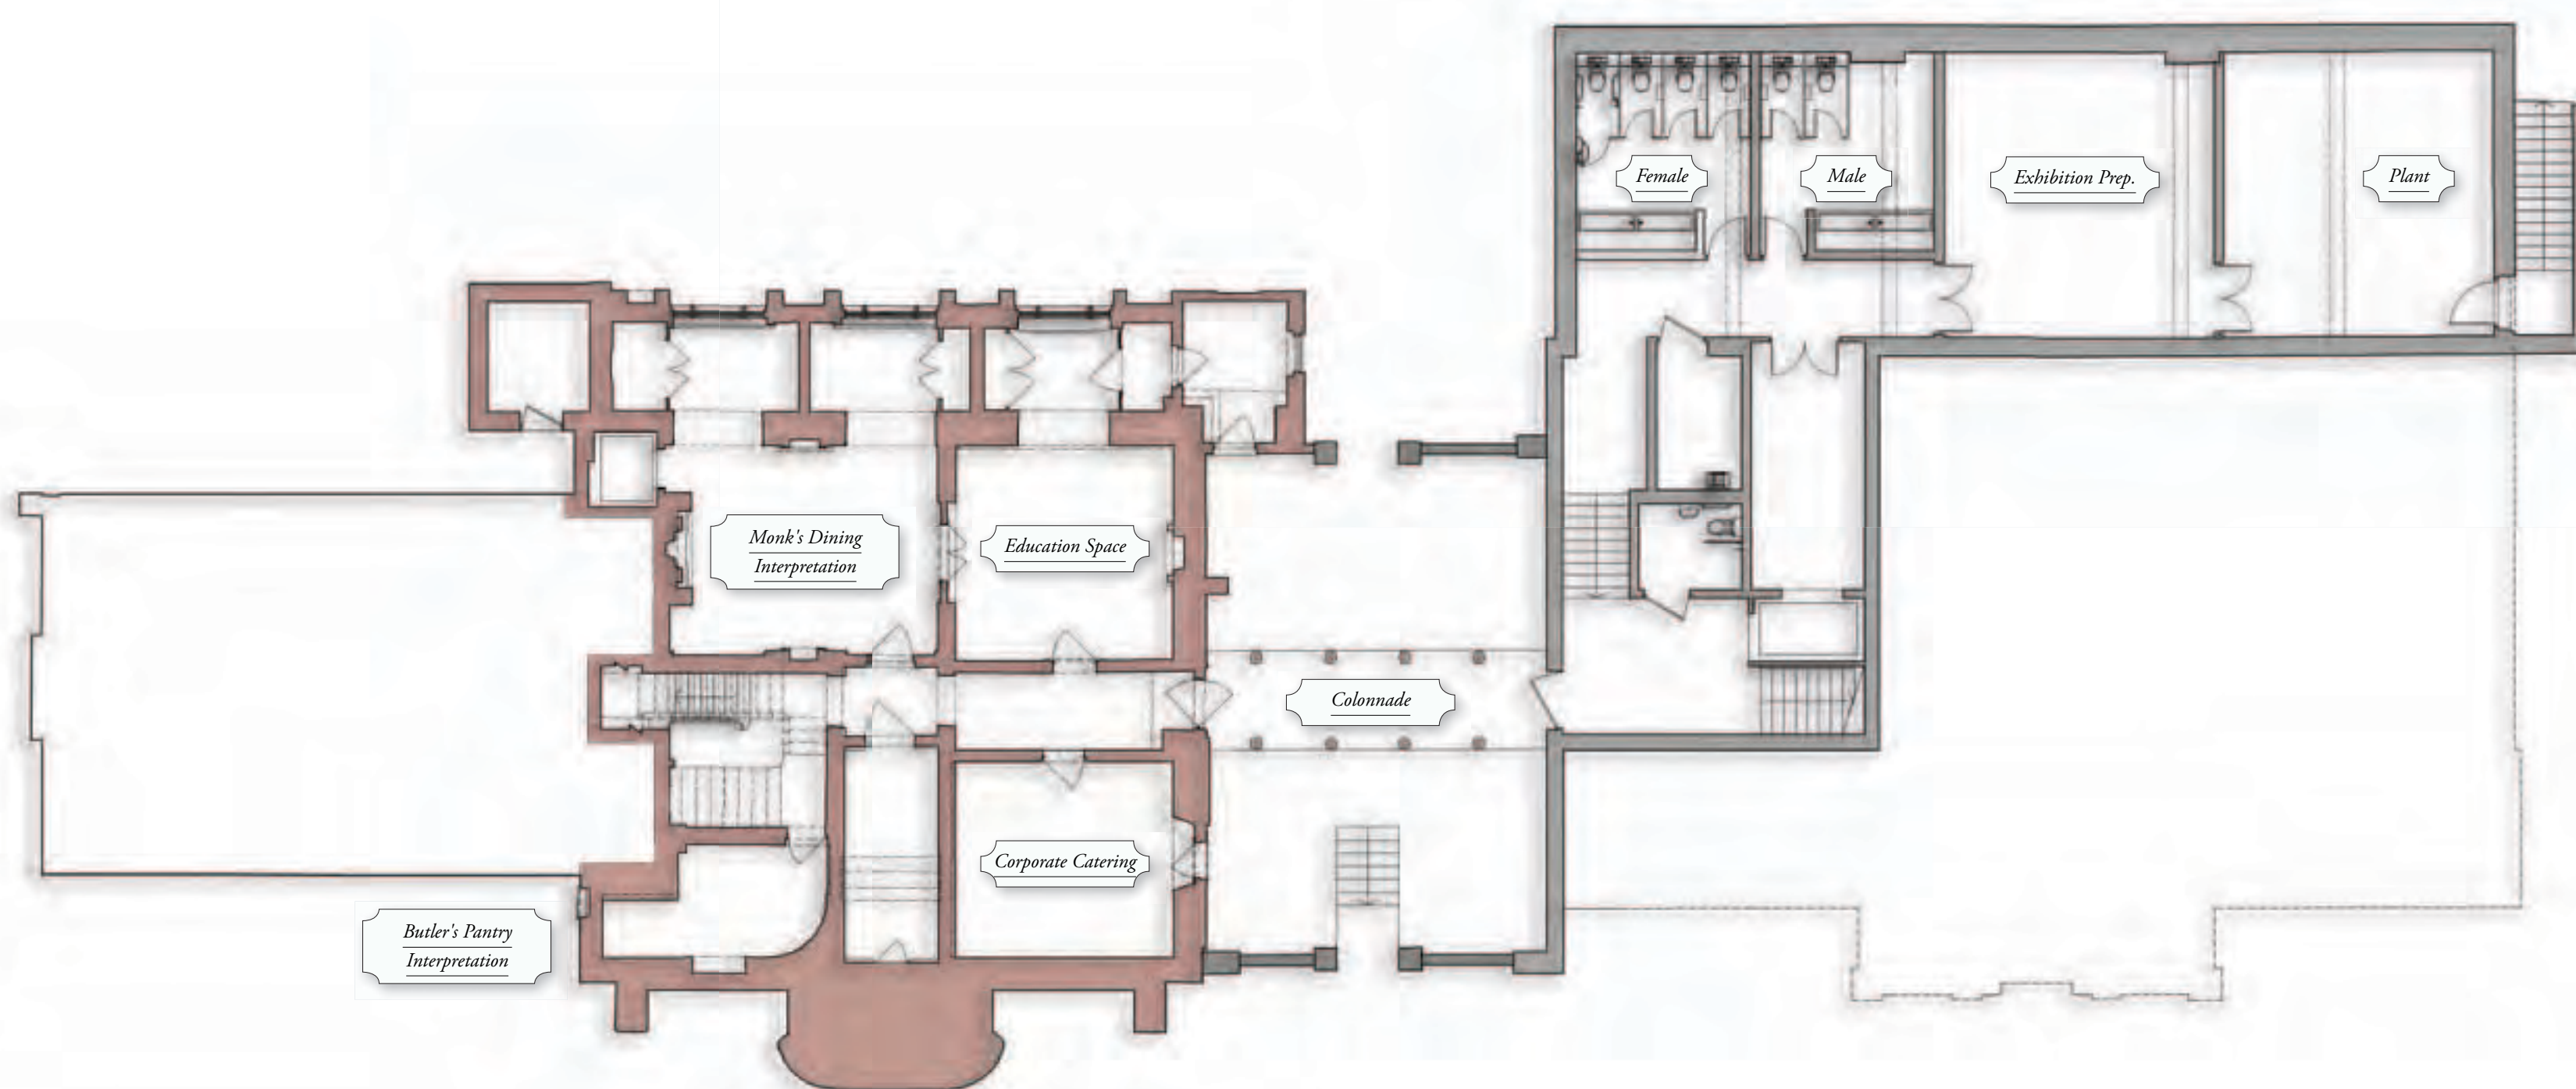 Female
Male
Exhibition Prep.
Plant
Monk's Dining
Interpretation
Education Space
Colonnade
Corporate Catering
Butler's Pantry
Interpretation